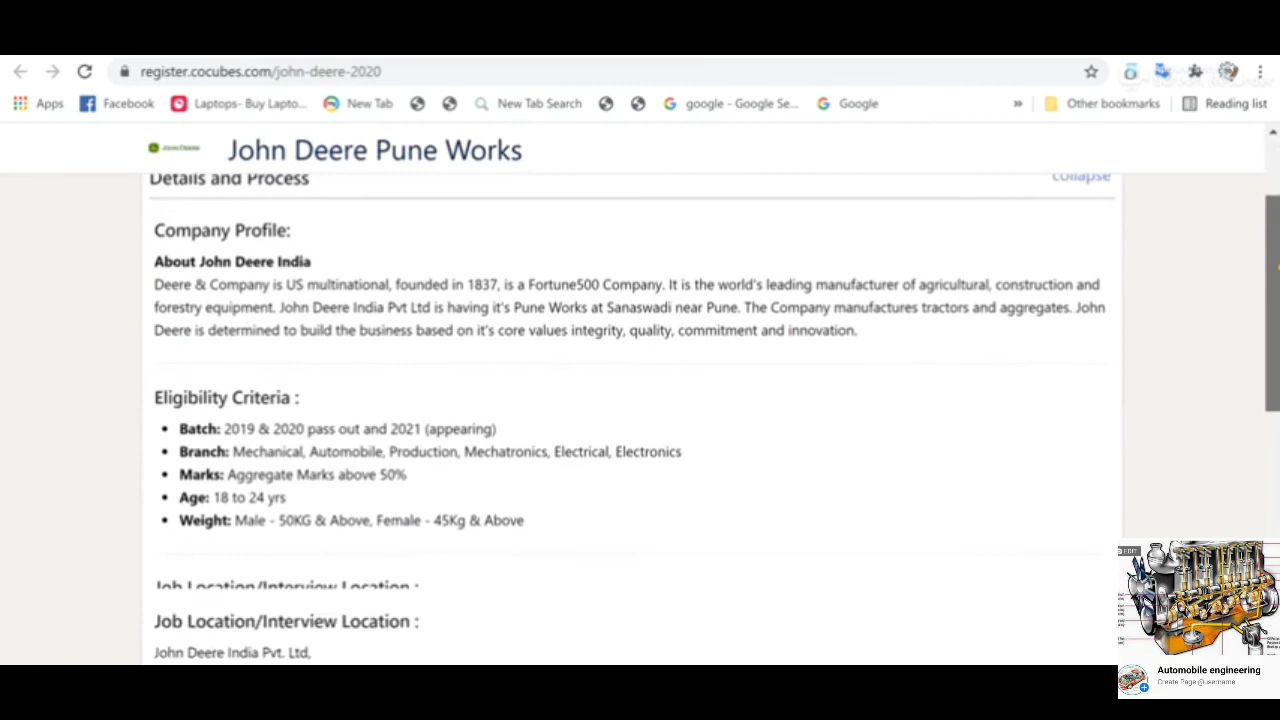 register.cocubes.com/john-deere-2020
Apps Facebook Laptops- Buy Lapto... New Tab New Tab Search google - Google Se... Google » Other bookmarks Reading list
JOHN DEERE John Deere Pune Works
Details and Process collapse
Company Profile:
About John Deere India
Deere & Company is US multinational, founded in 1837, is a Fortune500 Company. It is the world's leading manufacturer of agricultural, construction and
forestry equipment. John Deere India Pvt Ltd is having it's Pune Works at Sanaswadi near Pune. The Company manufactures tractors and aggregates. John
Deere is determined to build the business based on it's core values integrity, quality, commitment and innovation.
Eligibility Criteria :
• Batch: 2019 & 2020 pass out and 2021 (appearing)
• Branch: Mechanical, Automobile, Production, Mechatronics, Electrical, Electronics
• Marks: Aggregate Marks above 50%
• Age: 18 to 24 yrs
• Weight: Male - 50KG & Above, Female - 45Kg & Above
Job Location/Interview Location :
Job Location/Interview Location :
John Deere India Pvt. Ltd,
EDIT
Automobile engineering
Create Page @username